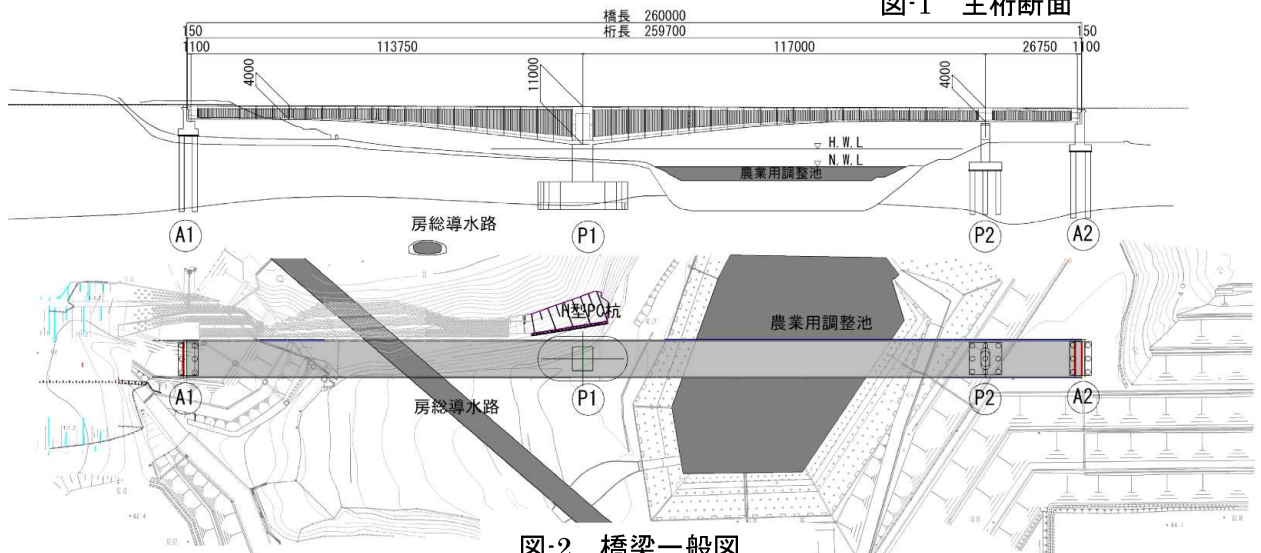 図-1 主桁断面
橋長 260000
150 桁長 259700 150
1100 113750 117000 26750 1100
4000 11000 4000
H.W.L
N.W.L
農業用調整池
房総導水路
A1 P1 P2 A2
H型PC杭
農業用調整池
A1 房総導水路 P1 P2 A2
図-2 橋梁一般図